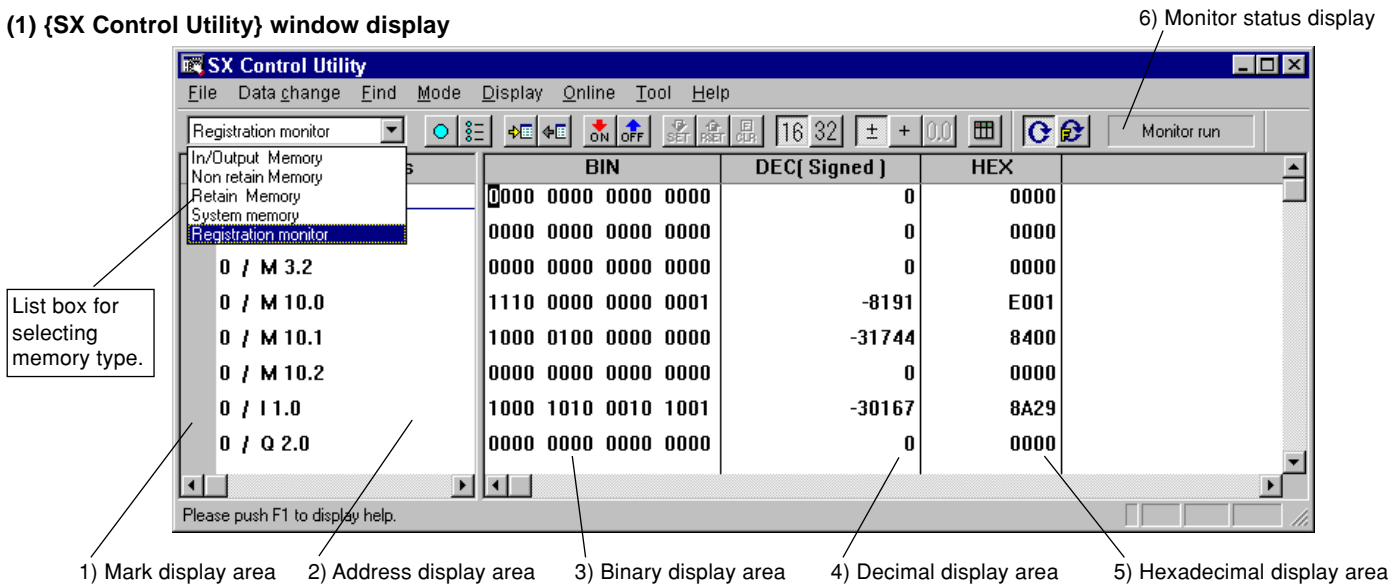 (1) {SX Control Utility} window display
6) Monitor status display
SX Control Utility
File Data change Find Mode Display Online Tool Help
Registration monitor ON OFF SET RSET CLR 16 32 ± + 0.0 Monitor run
In/Output Memory
Non retain Memory
Retain Memory
System memory
Registration monitor
BIN DEC[ Signed ] HEX
0000 0000 0000 0000 0 0000
0000 0000 0000 0000 0 0000
0 / M 3.2 0000 0000 0000 0000 0 0000
0 / M 10.0 1110 0000 0000 0001 -8191 E001
0 / M 10.1 1000 0100 0000 0000 -31744 8400
0 / M 10.2 0000 0000 0000 0000 0 0000
0 / I 1.0 1000 1010 0010 1001 -30167 8A29
0 / Q 2.0 0000 0000 0000 0000 0 0000
List box for
selecting
memory type.
Please push F1 to display help.
1) Mark display area 2) Address display area 3) Binary display area 4) Decimal display area 5) Hexadecimal display area